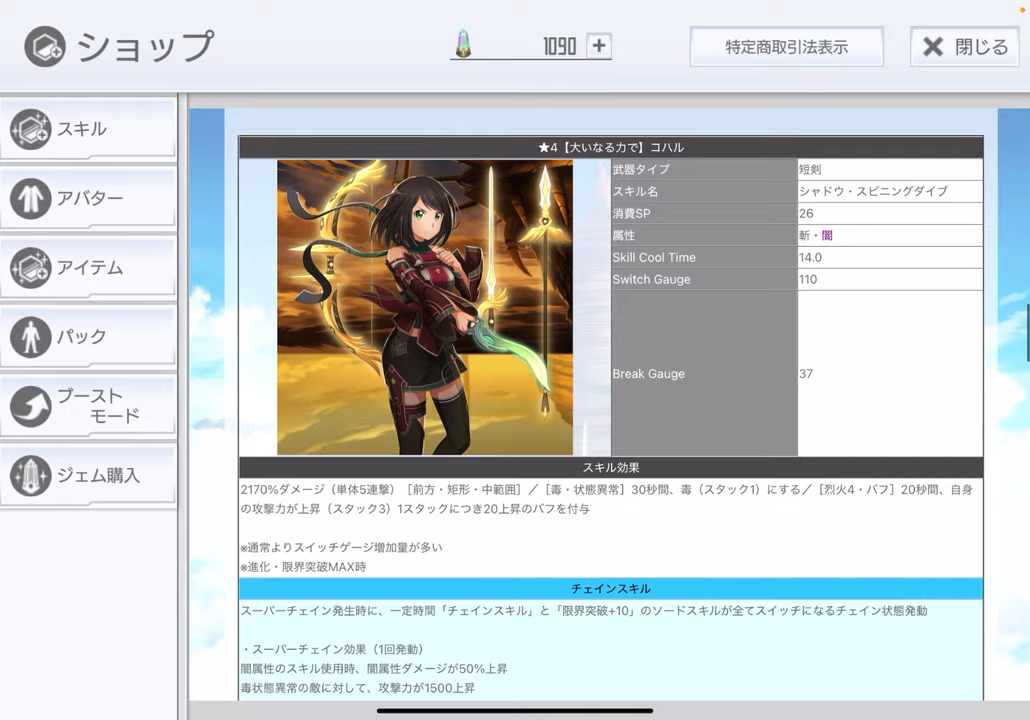 ショップ
1090
特定商取引法表示
閉じる
スキル
アバター
アイテム
パック
ブースト
モード
ジェム購入
★4【大いなる力で】コハル
武器タイプ 短剣
スキル名 シャドウ・スピニングダイブ
消費SP 26
属性 斬・闇
Skill Cool Time 14.0
Switch Gauge 110
Break Gauge 37
スキル効果
2170%ダメージ（単体5連撃）［前方・矩形・中範囲］／［毒・状態異常］30秒間、毒（スタック1）にする／［烈火4・バフ］20秒間、自身
の攻撃力が上昇（スタック3）1スタックにつき20上昇のバフを付与
※通常よりスイッチゲージ増加量が多い
※進化・限界突破MAX時
チェインスキル
スーパーチェイン発生時に、一定時間「チェインスキル」と「限界突破+10」のソードスキルが全てスイッチになるチェイン状態発動
・スーパーチェイン効果（1回発動）
闇属性のスキル使用時、闇属性ダメージが50%上昇
毒状態異常の敵に対して、攻撃力が1500上昇